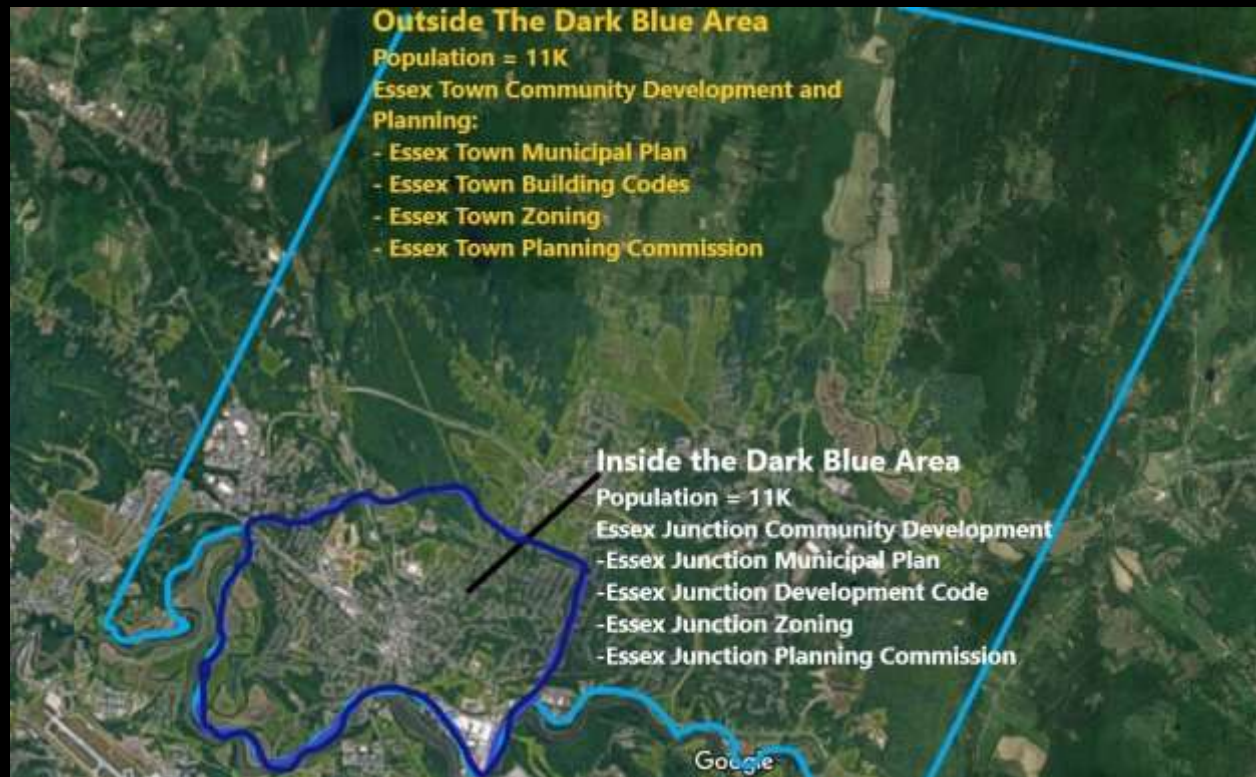 Outside The Dark Blue Area
Population = 11K
Essex Town Community Development and
Planning:
- Essex Town Municipal Plan
- Essex Town Building Codes
- Essex Town Zoning
- Essex Town Planning Commission
Inside the Dark Blue Area
Population = 11K
Essex Junction Community Development
-Essex Junction Municipal Plan
-Essex Junction Development Code
-Essex Junction Zoning
-Essex Junction Planning Commission
Google